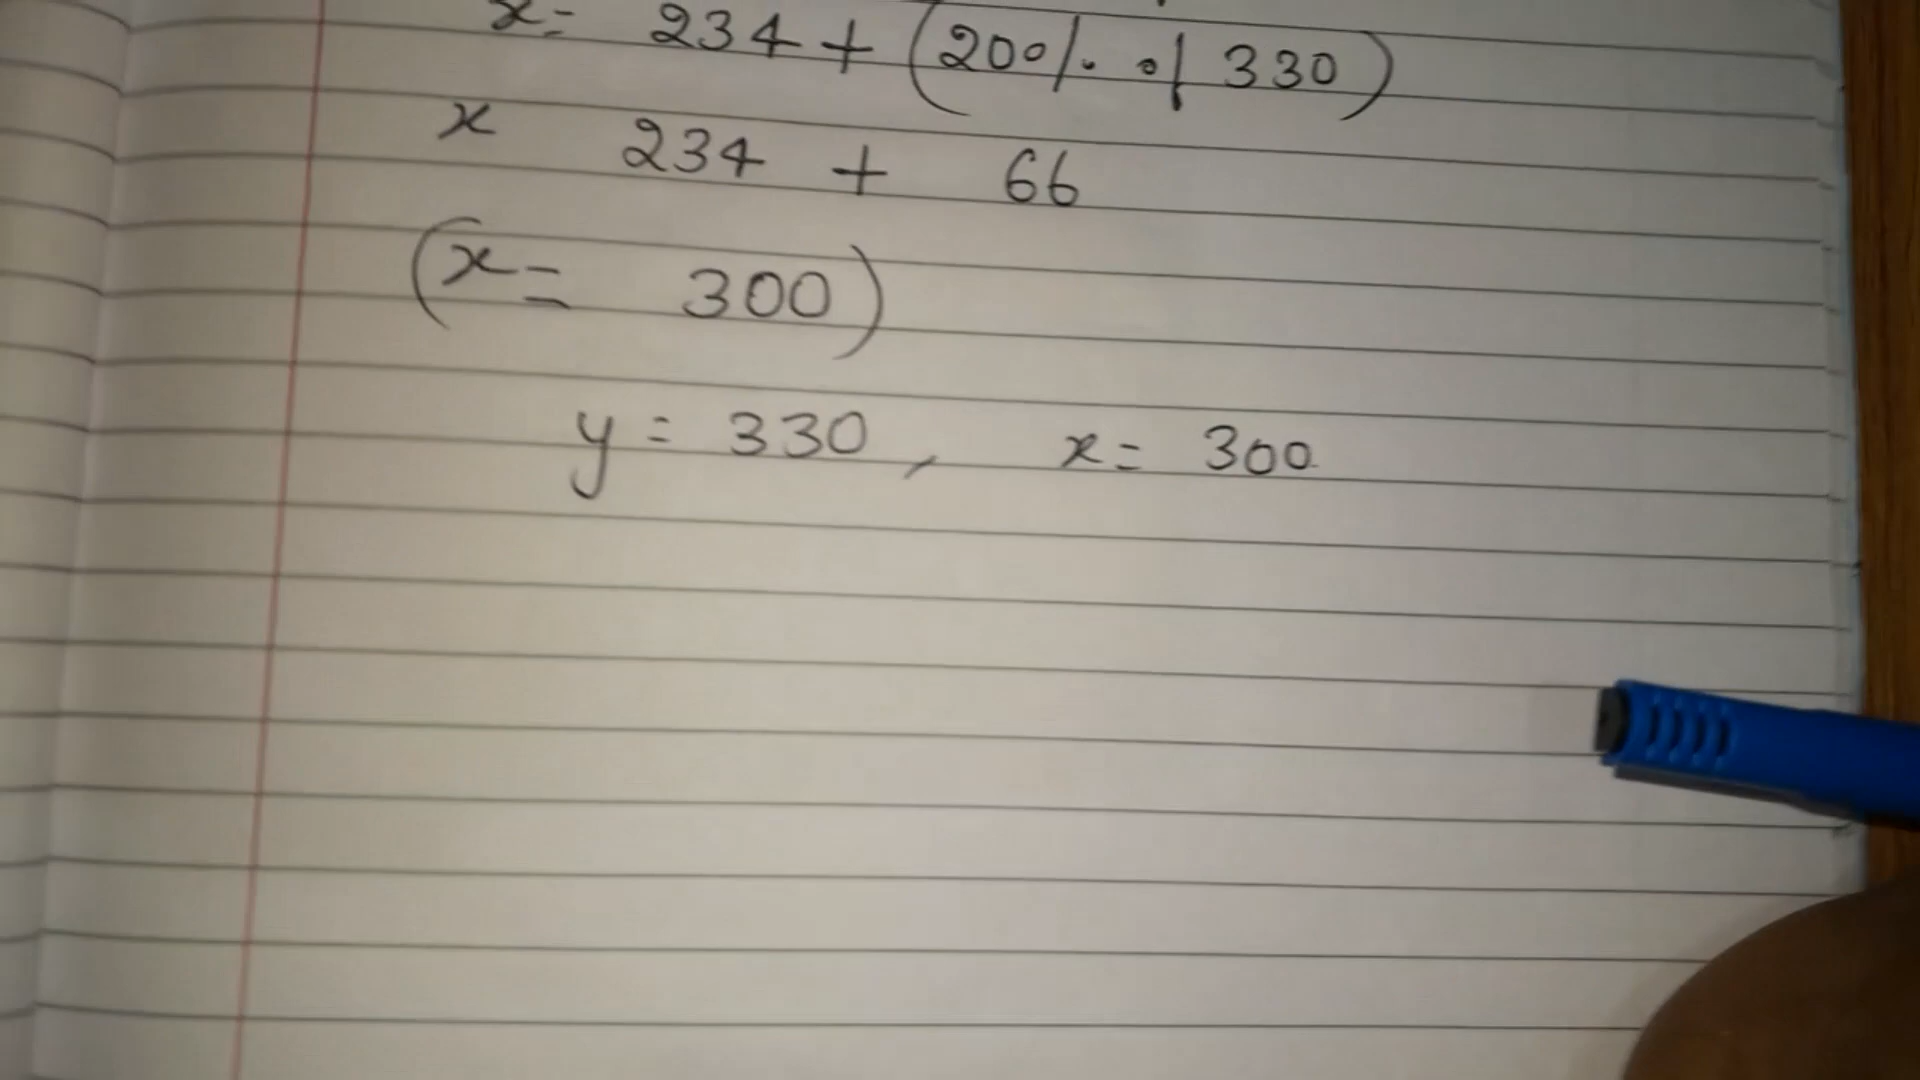 x= 234 + (20% of 330)
x 234 + 66
(x= 300)
y = 330, x= 300